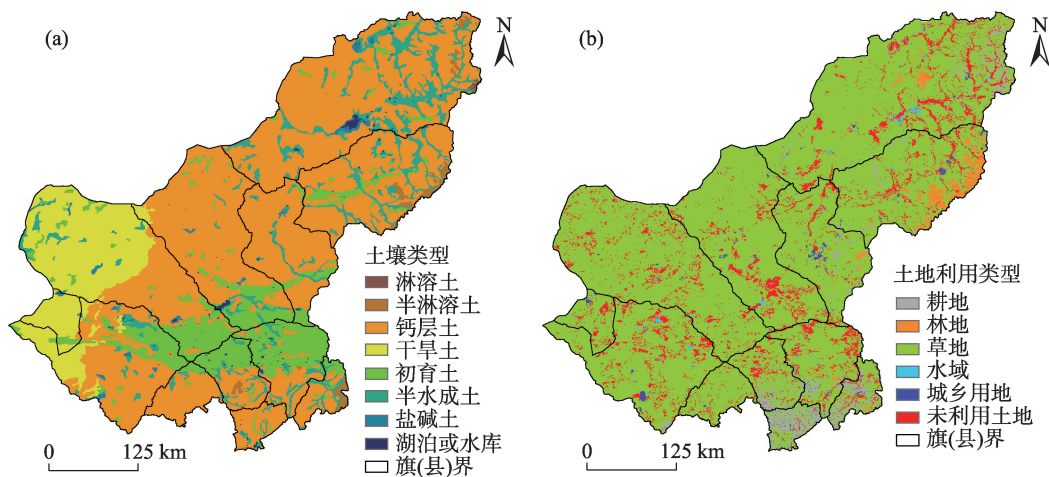 (a)
N
土壤类型
淋溶土
半淋溶土
钙层土
干旱土
初育土
半水成土
盐碱土
湖泊或水库
旗(县)界
0 125 km
(b)
N
土地利用类型
耕地
林地
草地
水域
城乡用地
未利用土地
旗(县)界
0 125 km